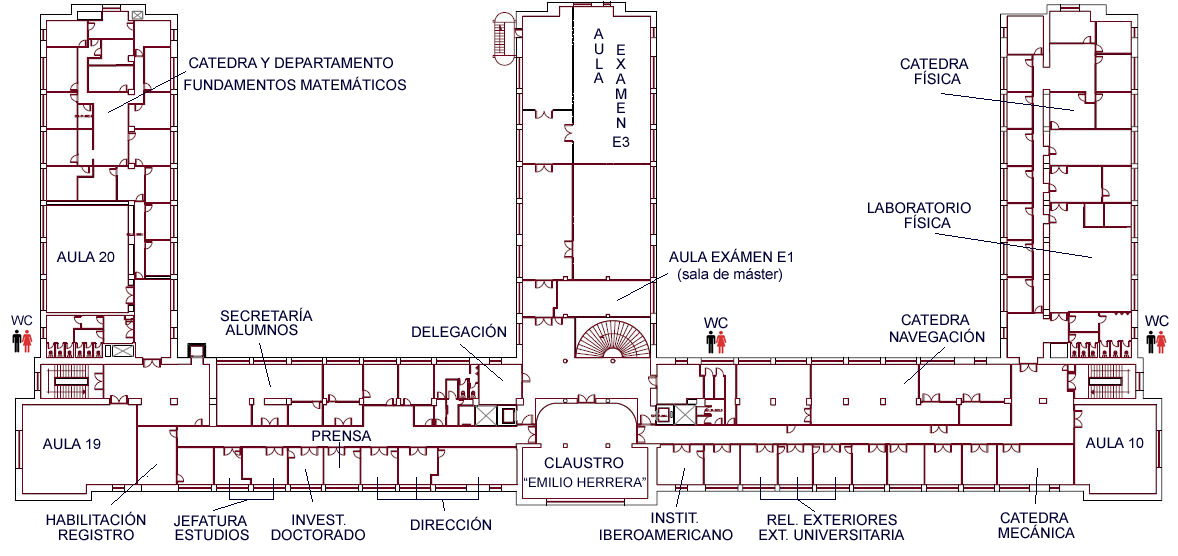 CATEDRA Y DEPARTAMENTO
FUNDAMENTOS MATEMÁTICOS
AULA
EXAMEN
E3
CATEDRA
FÍSICA
LABORATORIO
FÍSICA
AULA 20
AULA EXÁMEN E1
(sala de máster)
WC
SECRETARÍA
ALUMNOS
DELEGACIÓN
WC
CATEDRA
NAVEGACIÓN
WC
AULA 19
PRENSA
CLAUSTRO
“EMILIO HERRERA”
AULA 10
HABILITACIÓN
REGISTRO
JEFATURA
ESTUDIOS
INVEST.
DOCTORADO
DIRECCIÓN
INSTIT.
IBEROAMERICANO
REL. EXTERIORES
EXT. UNIVERSITARIA
CATEDRA
MECÁNICA